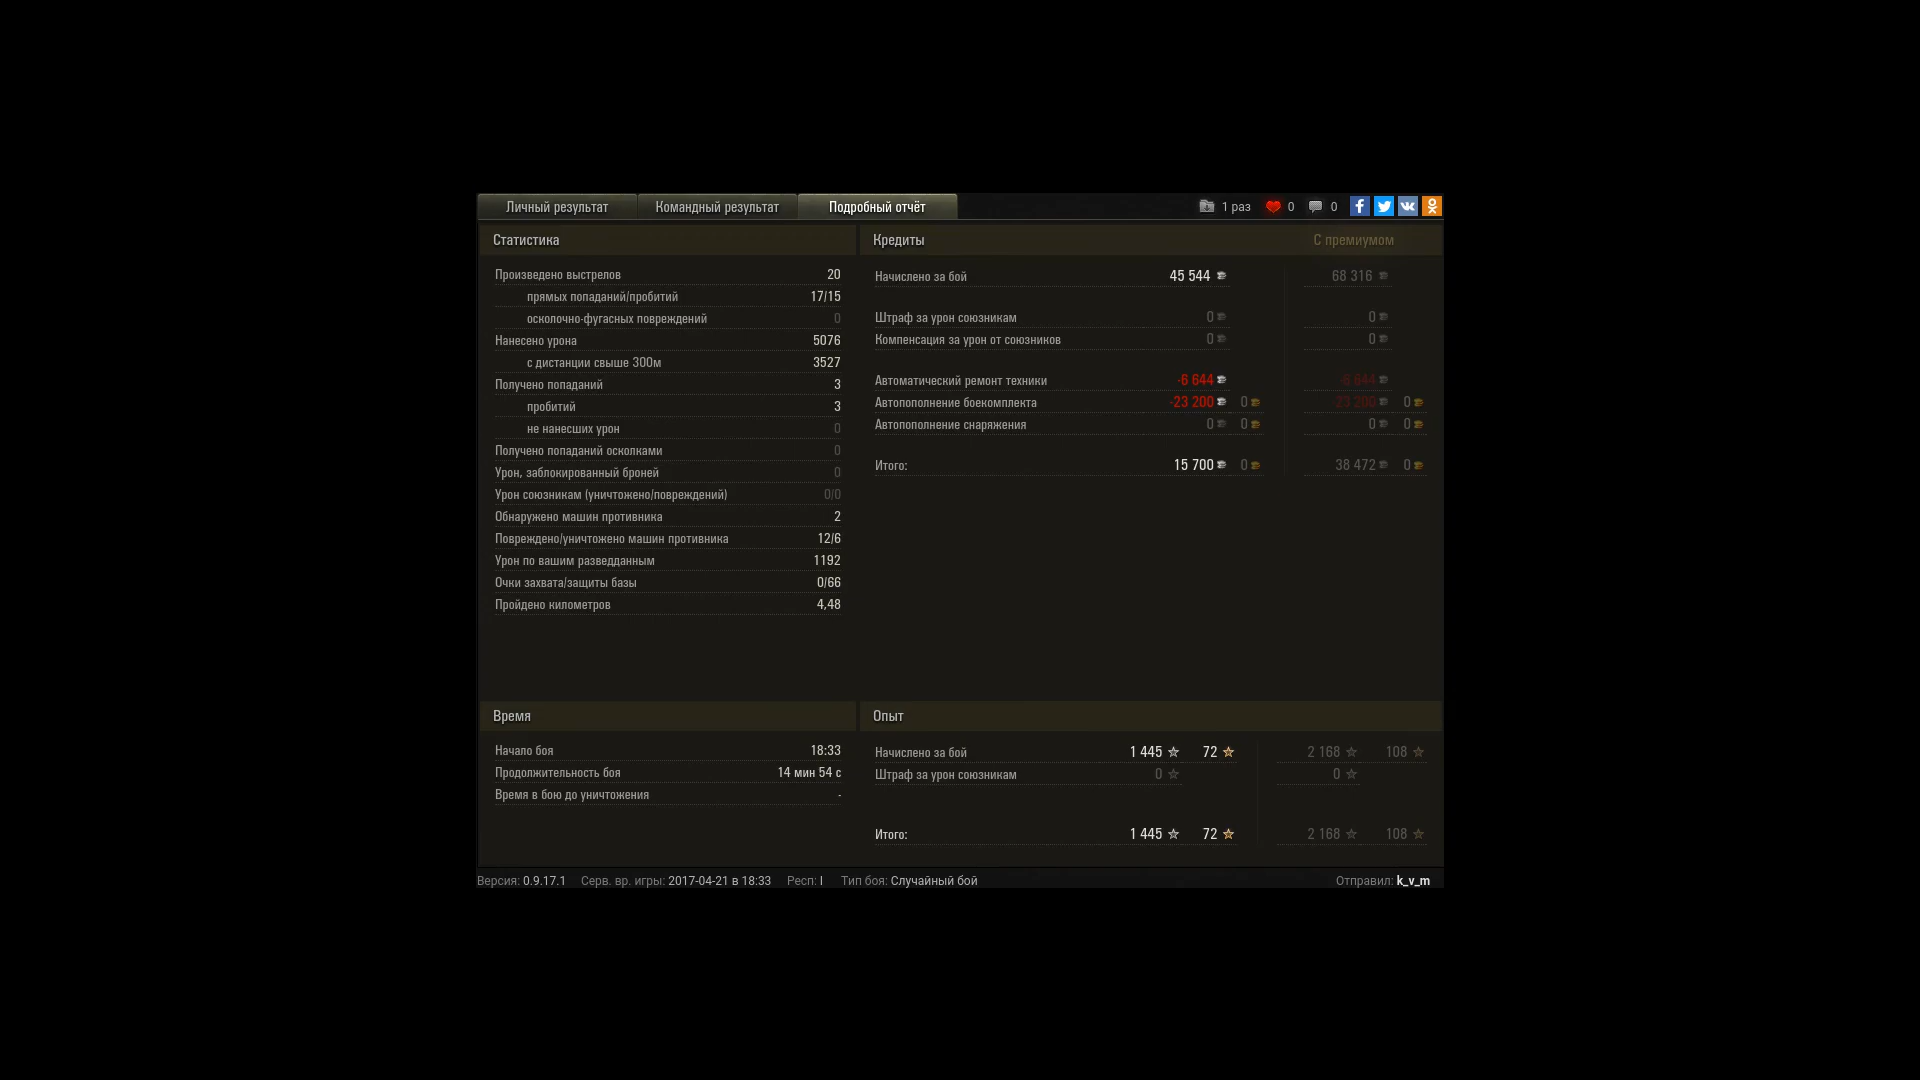 Личный результат Командный результат Подробный отчёт 1 раз 0 0
Статистика
Произведено выстрелов 20
прямых попаданий/пробитий 17/15
осколочно-фугасных повреждений 0
Нанесено урона 5076
с дистанции свыше 300м 3527
Получено попаданий 3
пробитий 3
не нанесших урон 0
Получено попаданий осколками 0
Урон, заблокированный броней 0
Урон союзникам (уничтожено/повреждений) 0/0
Обнаружено машин противника 2
Повреждено/уничтожено машин противника 12/6
Урон по вашим разведданным 1192
Очки захвата/защиты базы 0/66
Пройдено километров 4,48
Кредиты С премиумом
Начислено за бой 45 544 68 316
Штраф за урон союзникам 0 0
Компенсация за урон от союзников 0 0
Автоматический ремонт техники -6 644 -6 644
Автопополнение боекомплекта -23 200 0 -23 200 0
Автопополнение снаряжения 0 0 0 0
Итого: 15 700 0 38 472 0
Время
Начало боя 18:33
Продолжительность боя 14 мин 54 с
Время в бою до уничтожения -
Опыт
Начислено за бой 1 445 72 2 168 108
Штраф за урон союзникам 0 0
Итого: 1 445 72 2 168 108
Версия: 0.9.17.1 Серв. вр. игры: 2017-04-21 в 18:33 Респ: I Тип боя: Случайный бой Отправил: k_v_m